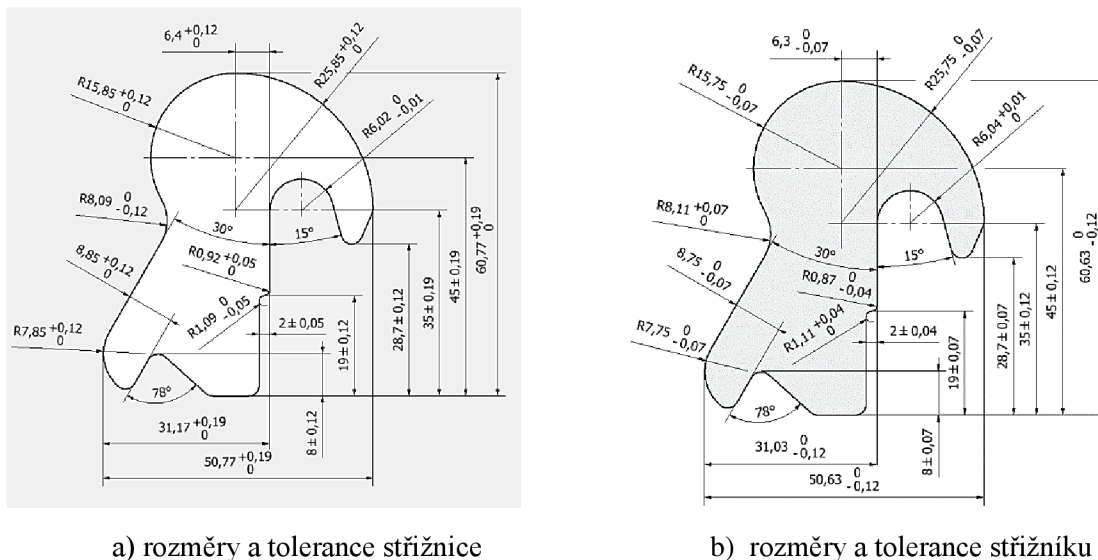 6,4 +0,12 0
R25,85 +0,12 0
R15,85 +0,12 0
R6,02 0 -0,01
R8,09 0 -0,12
30°
15°
R0,92 +0,05 0
8,85 +0,12 0
R1,09 0 -0,05
R7,85 +0,12 0
2 ± 0,05
19 ± 0,12
28,7 ± 0,12
35 ± 0,19
45 ± 0,19
60,77 +0,19 0
78°
8 ± 0,12
31,17 +0,19 0
50,77 +0,19 0
a) rozměry a tolerance střižnice
6,3 0 -0,07
R25,75 0 -0,07
R15,75 0 -0,07
R6,04 +0,01 0
R8,11 +0,07 0
30°
15°
R0,87 0 -0,04
8,75 0 -0,07
R1,11 +0,04 0
R7,75 0 -0,07
2 ± 0,04
19 ± 0,07
28,7 ± 0,07
35 ± 0,12
45 ± 0,12
60,63 0 -0,12
78°
8 ± 0,07
31,03 0 -0,12
50,63 0 -0,12
b) rozměry a tolerance střižníku